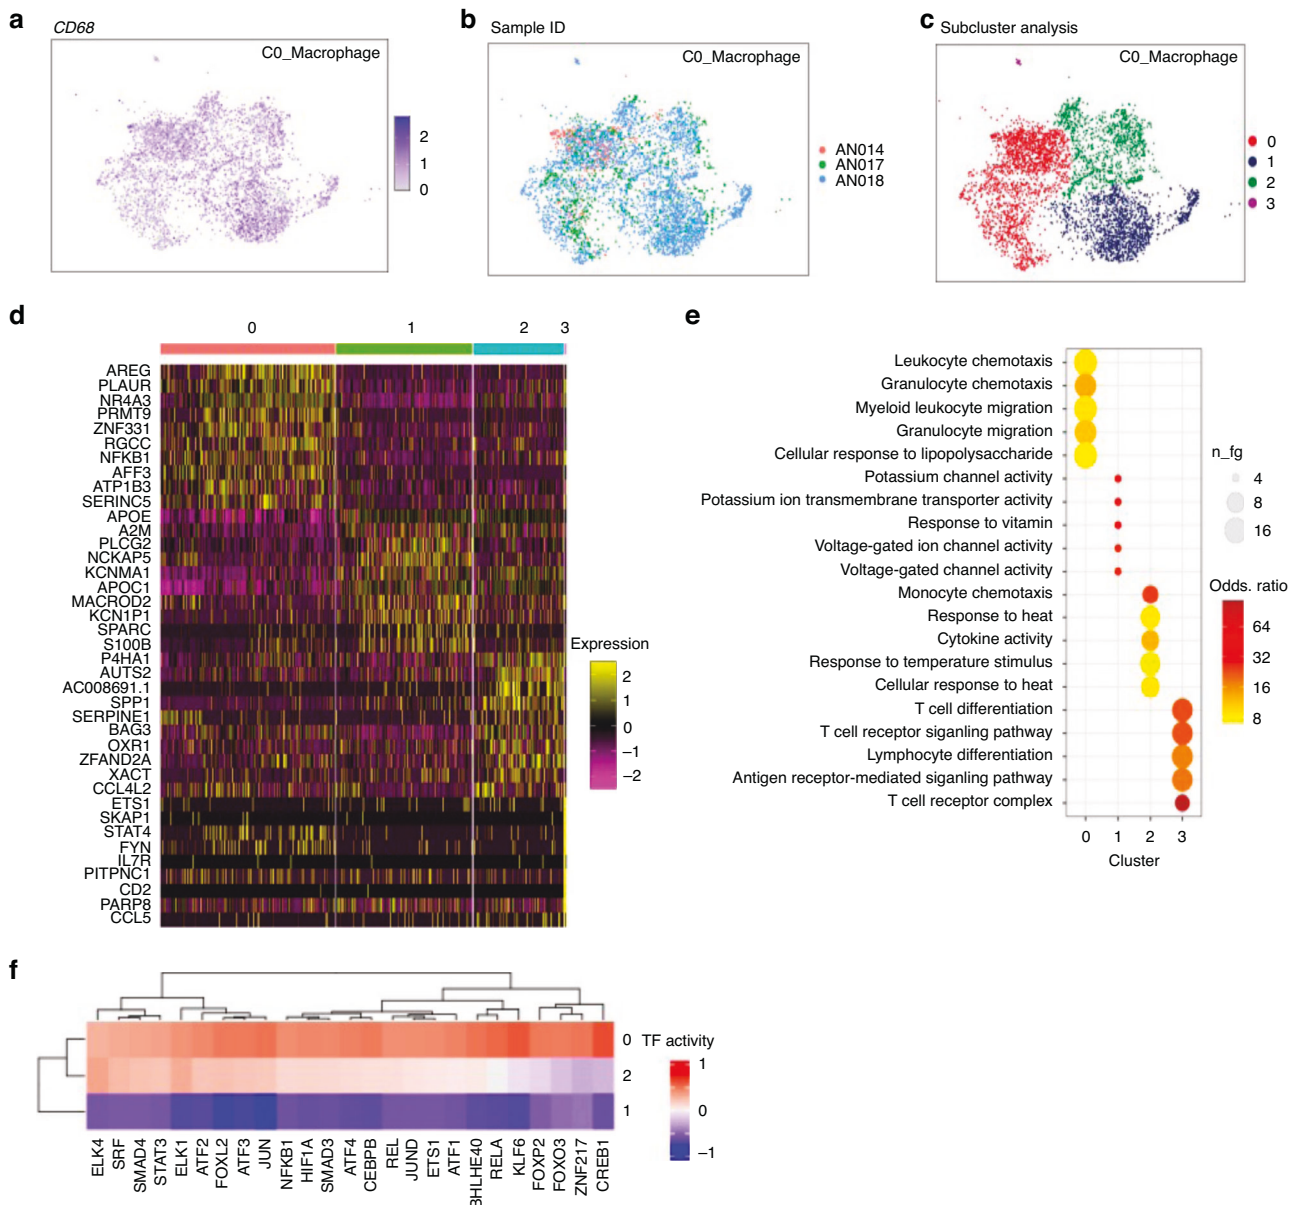 a
CD68
C0_Macrophage
2
1
0
b
Sample ID
C0_Macrophage
AN014
AN017
AN018
c
Subcluster analysis
C0_Macrophage
0
1
2
3
d
0 1 2 3
AREG
PLAUR
NR4A3
PRMT9
ZNF331
RGCC
NFKB1
AFF3
ATP1B3
SERINC5
APOE
A2M
PLCG2
NCKAP5
KCNMA1
APOC1
MACROD2
KCN1P1
SPARC
S100B
P4HA1
AUTS2
AC008691.1
SPP1
SERPINE1
BAG3
OXR1
ZFAND2A
XACT
CCL4L2
ETS1
SKAP1
STAT4
FYN
IL7R
PITPNC1
CD2
PARP8
CCL5
Expression
2
1
0
−1
−2
e
Leukocyte chemotaxis
Granulocyte chemotaxis
Myeloid leukocyte migration
Granulocyte migration
Cellular response to lipopolysaccharide
Potassium channel activity
Potassium ion transmembrane transporter activity
Response to vitamin
Voltage-gated ion channel activity
Voltage-gated channel activity
Monocyte chemotaxis
Response to heat
Cytokine activity
Response to temperature stimulus
Cellular response to heat
T cell differentiation
T cell receptor siganling pathway
Lymphocyte differentiation
Antigen receptor-mediated siganling pathway
T cell receptor complex
0 1 2 3
Cluster
n_fg
4
8
16
Odds. ratio
64
32
16
8
f
0
2
1
TF activity
1
0
−1
ELK4
SRF
SMAD4
STAT3
ELK1
ATF2
FOXL2
ATF3
JUN
NFKB1
HIF1A
SMAD3
ATF4
CEBPB
REL
JUND
ETS1
ATF1
BHLHE40
RELA
KLF6
FOXP2
FOXO3
ZNF217
CREB1